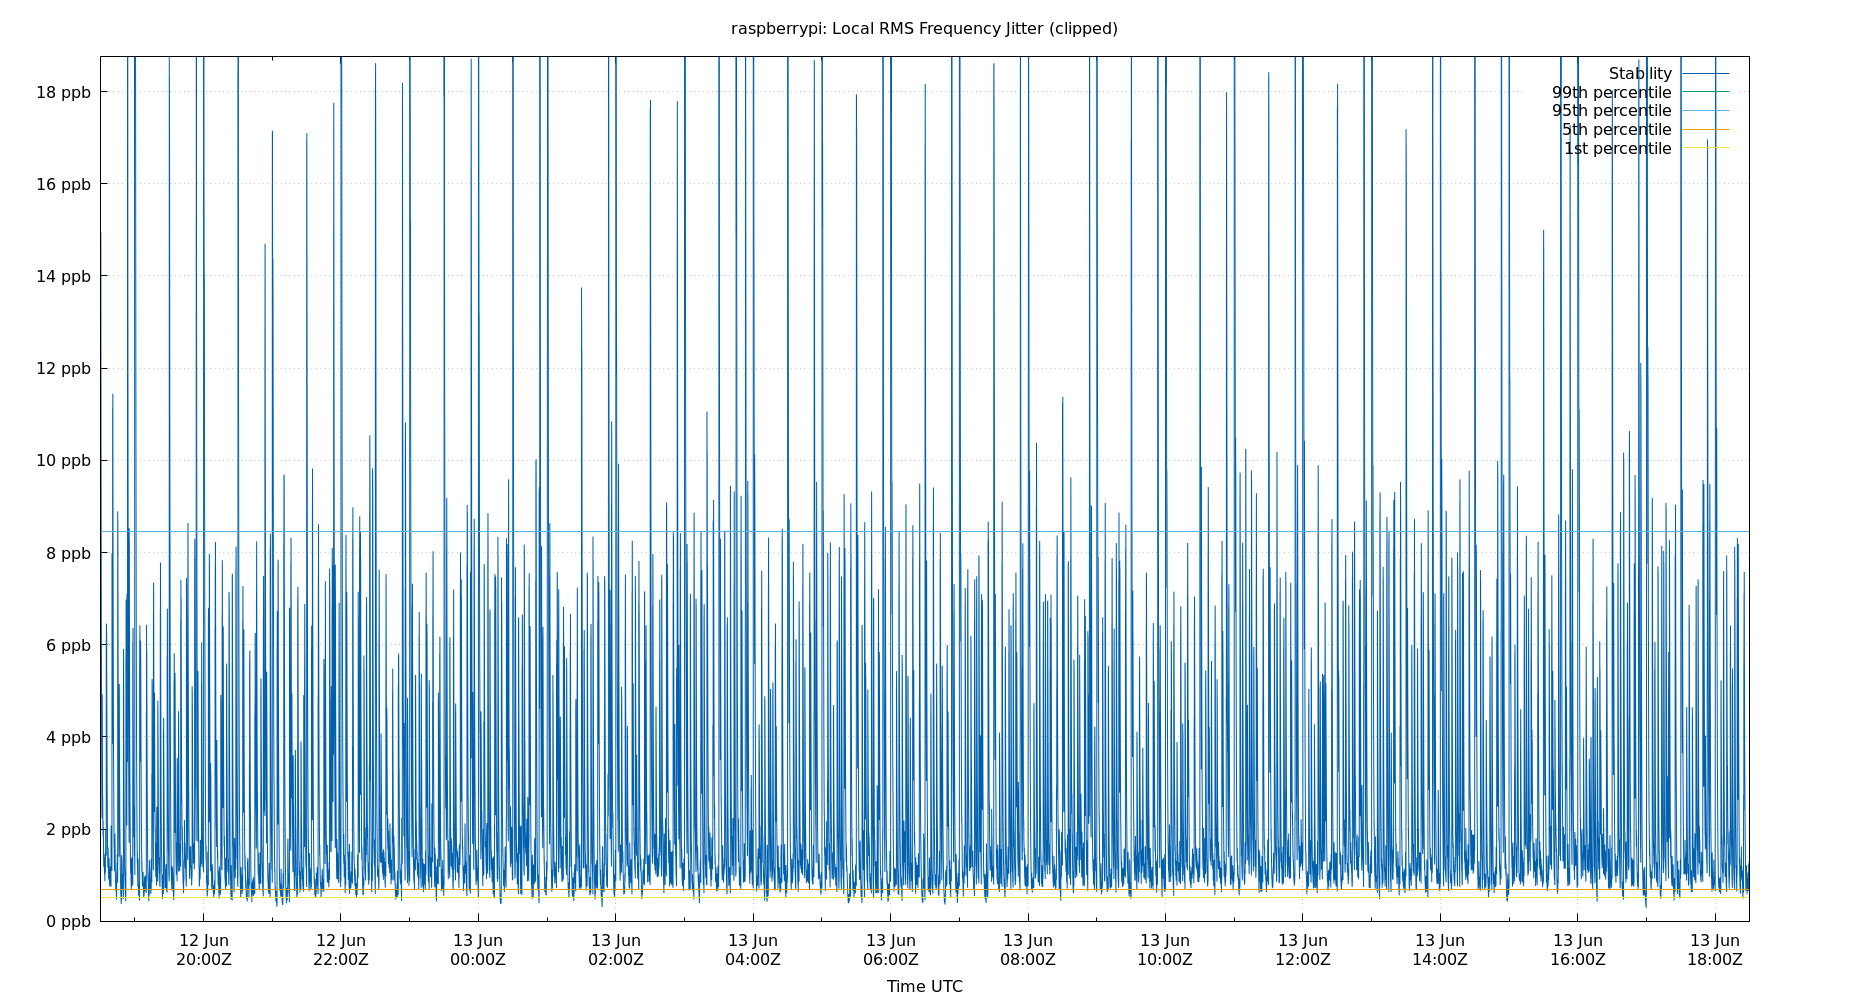 raspberrypi: Local RMS Frequency Jitter (clipped)
Stability
99th percentile
95th percentile
5th percentile
1st percentile
18 ppb
16 ppb
14 ppb
12 ppb
10 ppb
8 ppb
6 ppb
4 ppb
2 ppb
0 ppb
12 Jun 12 Jun 13 Jun 13 Jun 13 Jun 13 Jun 13 Jun 13 Jun 13 Jun 13 Jun 13 Jun 13 Jun
20:00Z 22:00Z 00:00Z 02:00Z 04:00Z 06:00Z 08:00Z 10:00Z 12:00Z 14:00Z 16:00Z 18:00Z
Time UTC